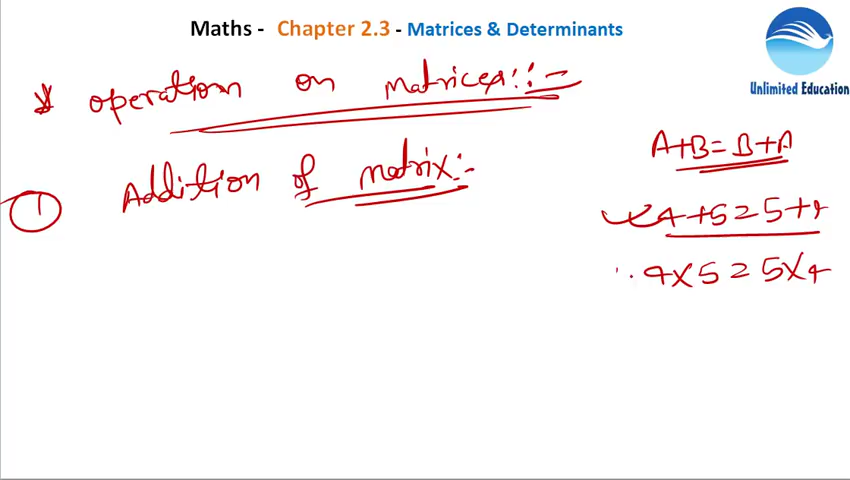 Maths - Chapter 2.3 - Matrices & Determinants
Unlimited Education
* operation on matrices::-
① Addition of matrix:-
A+B=B+A
4+5=5+4
4×5=5×4